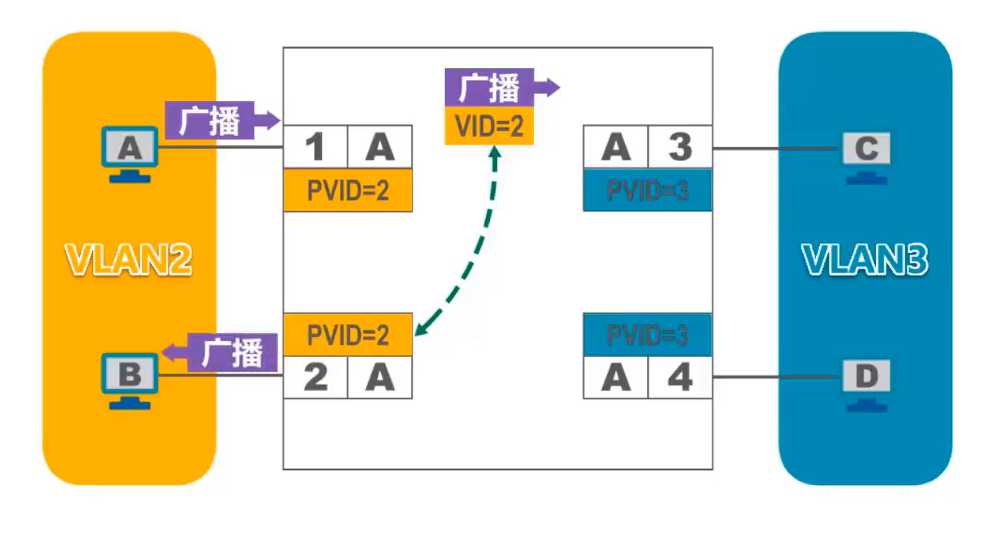 广播
VID=2
广播
A
1 A
PVID=2
A 3
PVID=3
C
VLAN2
VLAN3
PVID=2
广播
B
2 A
PVID=3
A 4
D